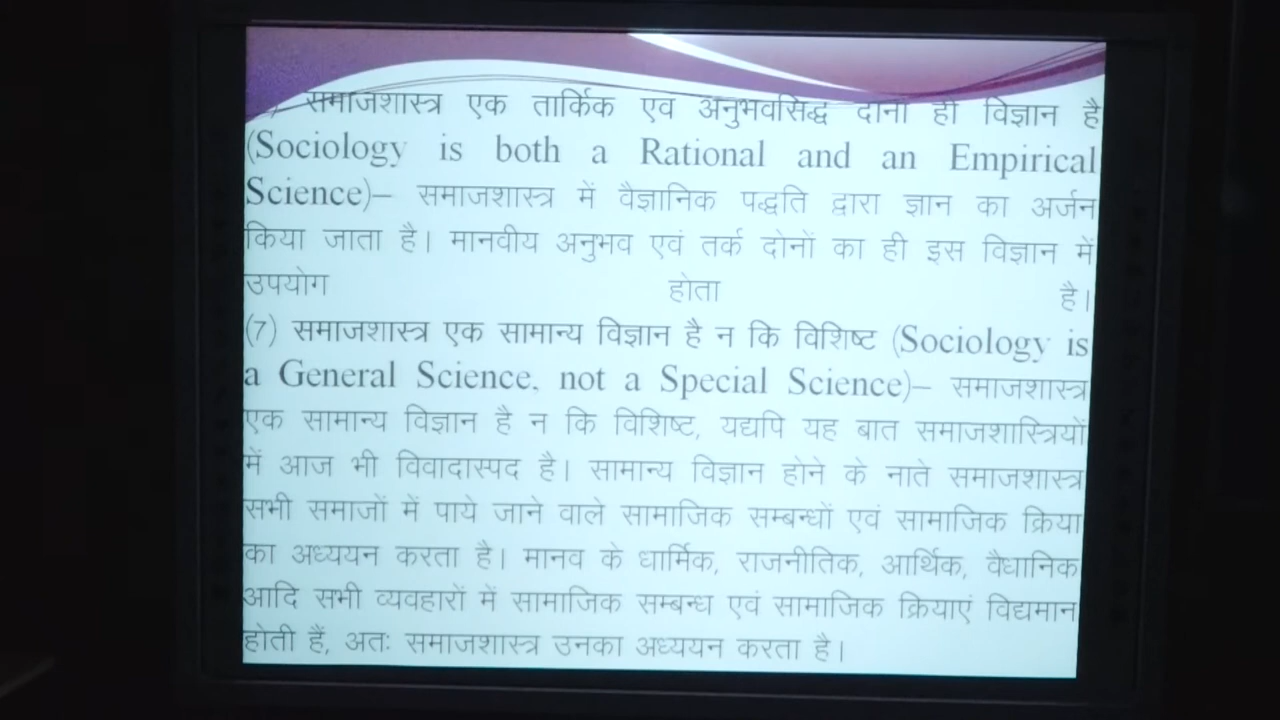 समाजशास्त्र एक तार्किक एवं अनुभवसिद्ध दोनों ही विज्ञान है
(Sociology is both a Rational and an Empirical
Science)– समाजशास्त्र में वैज्ञानिक पद्धति द्वारा ज्ञान का अर्जन
किया जाता है। मानवीय अनुभव एवं तर्क दोनों का ही इस विज्ञान में
उपयोग होता है।
(7) समाजशास्त्र एक सामान्य विज्ञान है न कि विशिष्ट (Sociology is
a General Science, not a Special Science)– समाजशास्त्र
एक सामान्य विज्ञान है न कि विशिष्ट, यद्यपि यह बात समाजशास्त्रियों
में आज भी विवादास्पद है। सामान्य विज्ञान होने के नाते समाजशास्त्र
सभी समाजों में पाये जाने वाले सामाजिक सम्बन्धों एवं सामाजिक क्रिया
का अध्ययन करता है। मानव के धार्मिक, राजनीतिक, आर्थिक, वैधानिक
आदि सभी व्यवहारों में सामाजिक सम्बन्ध एवं सामाजिक क्रियाएं विद्यमान
होती हैं, अतः समाजशास्त्र उनका अध्ययन करता है।